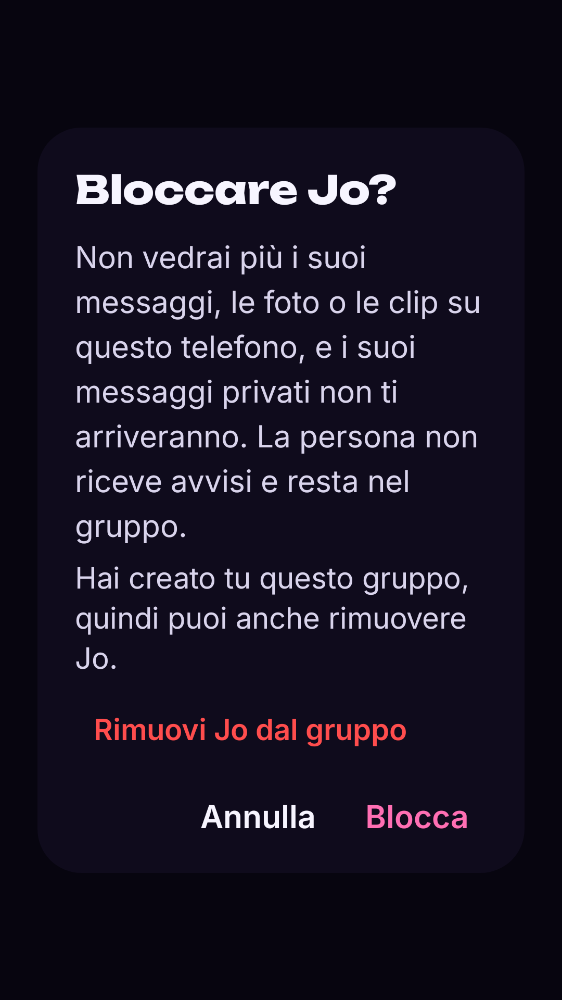 Bloccare Jo?
Non vedrai più i suoi
messaggi, le foto o le clip su
questo telefono, e i suoi
messaggi privati non ti
arriveranno. La persona non
riceve avvisi e resta nel
gruppo.
Hai creato tu questo gruppo,
quindi puoi anche rimuovere
Jo.
Rimuovi Jo dal gruppo
Annulla
Blocca